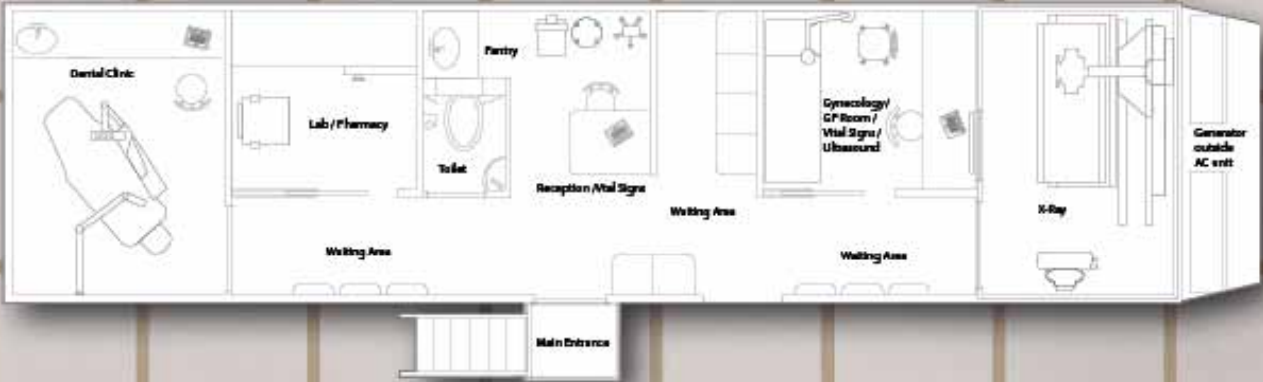 Dental Clinic
Lab / Pharmacy
Pantry
Toilet
Reception /Vital Signs
Waiting Area
Waiting Area
Gynecology/
GP Room /
Vital Signs /
Ultrasound
Waiting Area
X-Ray
Generator
outside
AC unit
Main Entrance